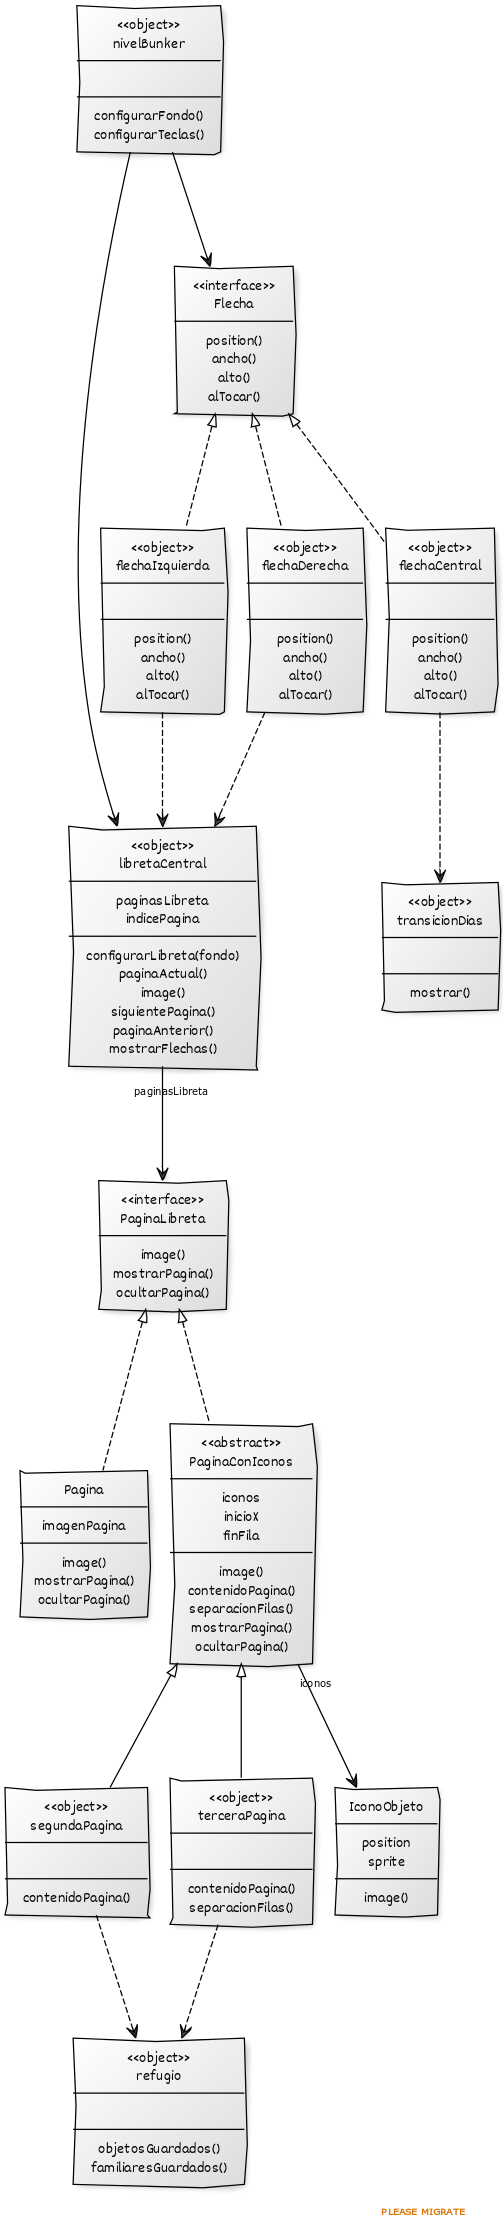 <<object>>
nivelBunker
configurarFondo()
configurarTeclas()
<<interface>>
Flecha
position()
ancho()
alto()
alTocar()
<<object>>
flechaIzquierda
position()
ancho()
alto()
alTocar()
<<object>>
flechaDerecha
position()
ancho()
alto()
alTocar()
<<object>>
flechaCentral
position()
ancho()
alto()
alTocar()
<<object>>
libretaCentral
paginasLibreta
indicePagina
configurarLibreta(fondo)
paginaActual()
image()
siguientePagina()
paginaAnterior()
mostrarFlechas()
<<object>>
transicionDias
mostrar()
paginasLibreta
<<interface>>
PaginaLibreta
image()
mostrarPagina()
ocultarPagina()
Pagina
imagenPagina
image()
mostrarPagina()
ocultarPagina()
<<abstract>>
PaginaConIconos
iconos
inicioX
finFila
image()
contenidoPagina()
separacionFilas()
mostrarPagina()
ocultarPagina()
iconos
<<object>>
segundaPagina
contenidoPagina()
<<object>>
terceraPagina
contenidoPagina()
separacionFilas()
IconoObjeto
position
sprite
image()
<<object>>
refugio
objetosGuardados()
familiaresGuardados()
PLEASE MIGRATE